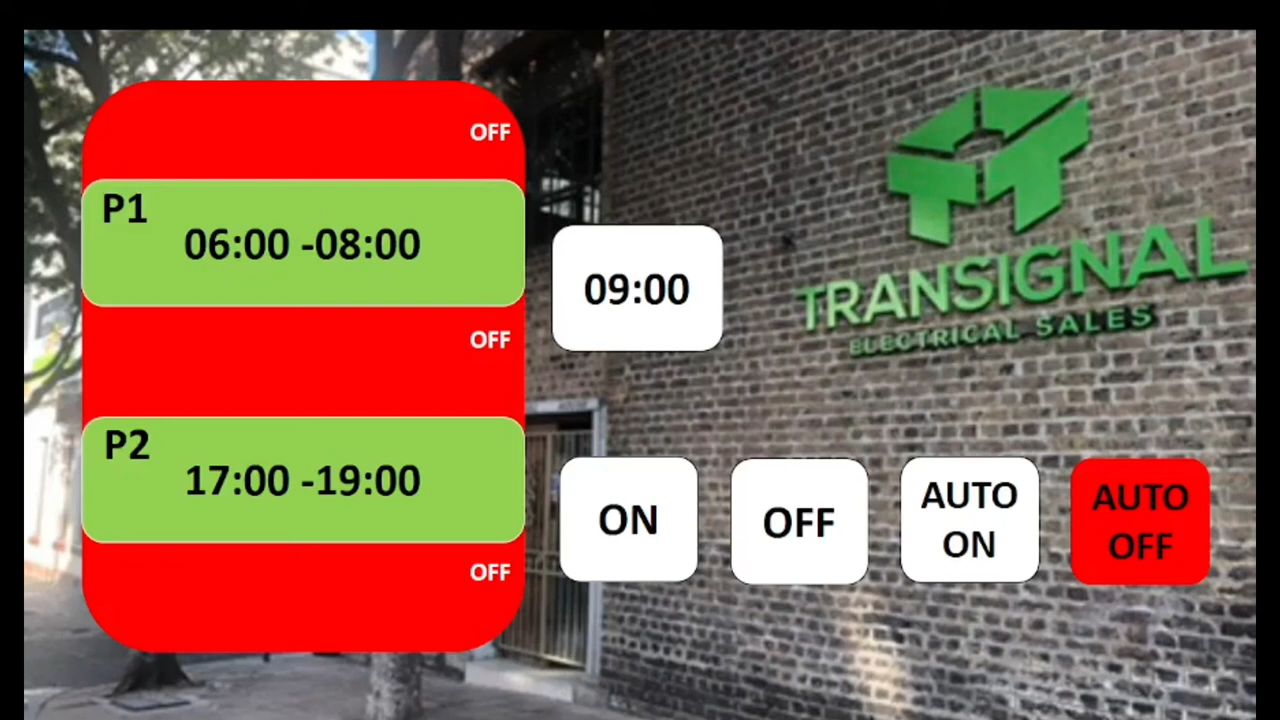 OFF
P1
06:00 -08:00
OFF
P2
17:00 -19:00
OFF
09:00
ON
OFF
AUTO
ON
AUTO
OFF
TRANSIGNAL
ELECTRICAL SALES